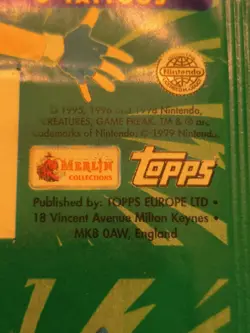 TATTOOS
Nintendo
© 1995, 1996 and 1998 Nintendo,
CREATURES, GAME FREAK. TM & ® are
trademarks of Nintendo. © 1999 Nintendo.
MERLIN
COLLECTIONS
TOPPS
Published by: TOPPS EUROPE LTD •
18 Vincent Avenue Milton Keynes •
MK8 0AW, England